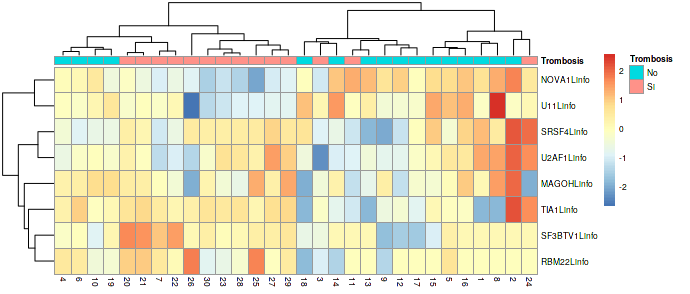 Trombosis
Trombosis
No
SI
2
1
0
-1
-2
NOVA1Linfo
U11Linfo
SRSF4Linfo
U2AF1Linfo
MAGOHLinfo
TIA1Linfo
SF3BTV1Linfo
RBM22Linfo
4 6 10 19 20 21 7 22 26 30 23 28 25 27 29 18 3 14 11 13 9 12 17 15 5 16 1 8 2 24